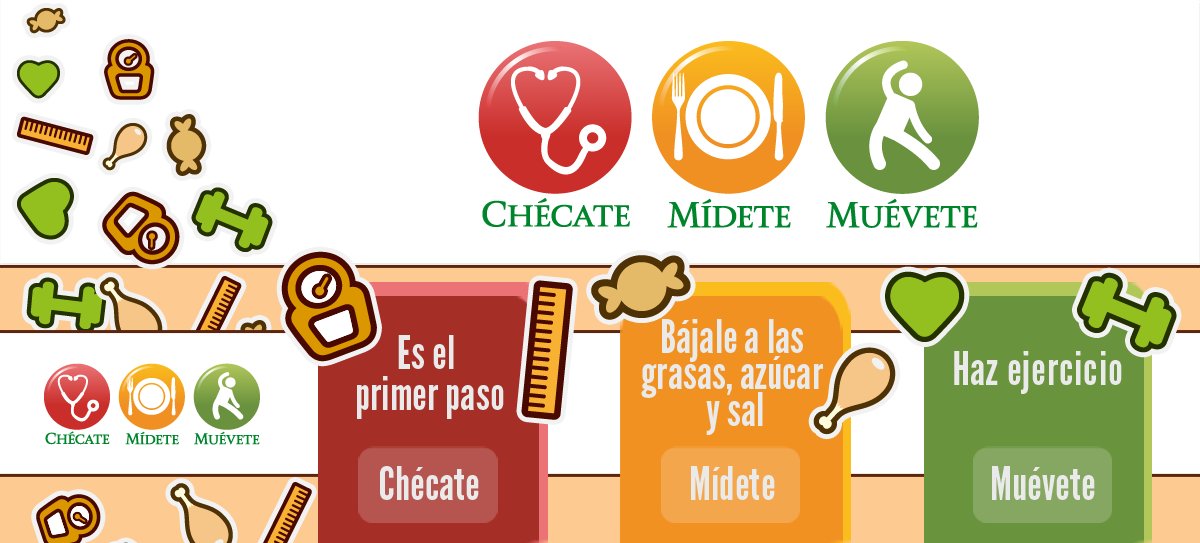 CHÉCATE MÍDETE MUÉVETE
Es el
primer paso
Chécate
Bájale a las
grasas, azúcar
y sal
Mídete
Haz ejercicio
Muévete
CHÉCATE MÍDETE MUÉVETE